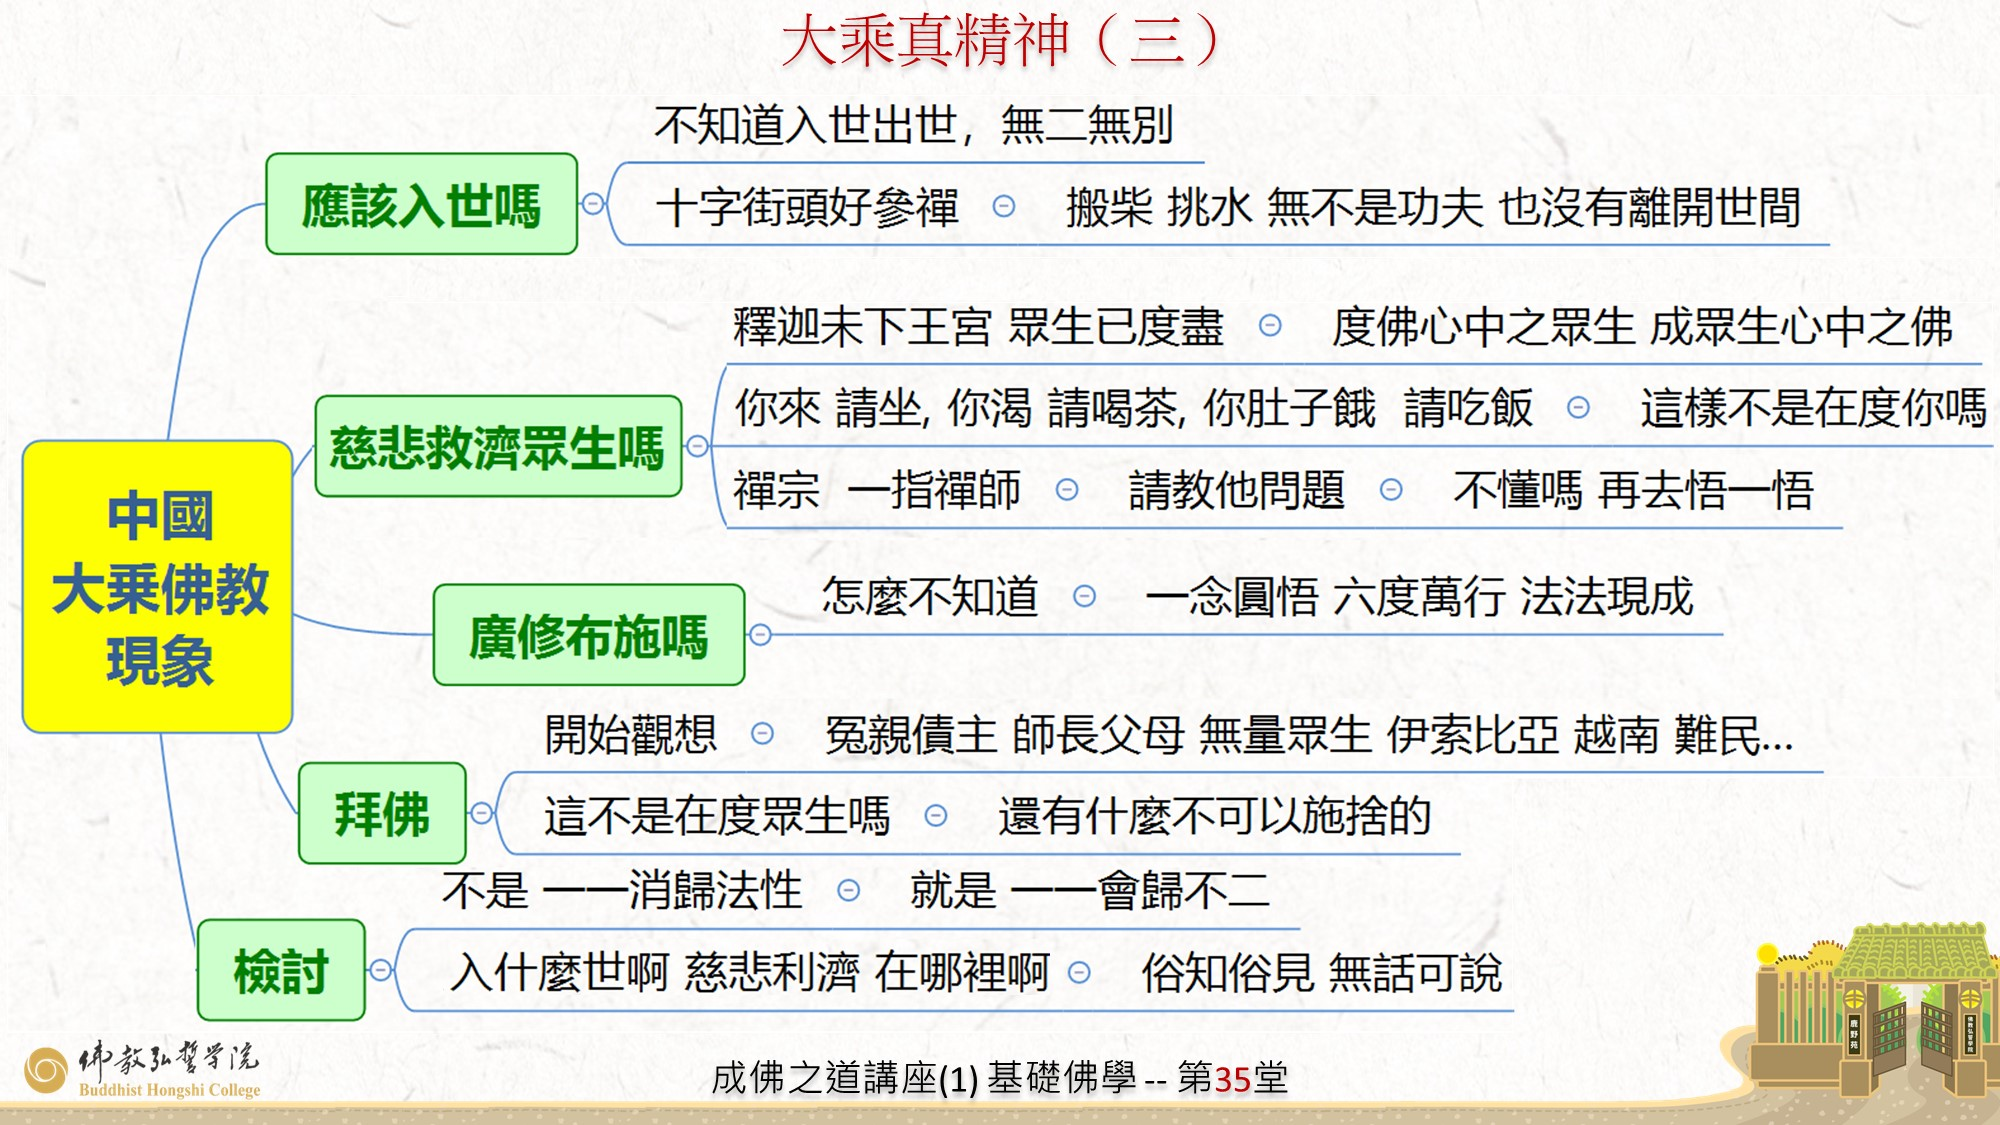 大乘真精神（三）
不知道入世出世，無二無別
應該入世嗎
十字街頭好參禪 搬柴 挑水 無不是功夫 也沒有離開世間
釋迦未下王宮 眾生已度盡 度佛心中之眾生 成眾生心中之佛
你來 請坐, 你渴 請喝茶, 你肚子餓 請吃飯 這樣不是在度你嗎
慈悲救濟眾生嗎
禪宗 一指禪師 請教他問題 不懂嗎 再去悟一悟
中國
大乘佛教
現象
怎麼不知道 一念圓悟 六度萬行 法法現成
廣修布施嗎
開始觀想 冤親債主 師長父母 無量眾生 伊索比亞 越南 難民...
拜佛
這不是在度眾生嗎 還有什麼不可以施捨的
不是 一一消歸法性 就是 一一會歸不二
檢討
入什麼世啊 慈悲利濟 在哪裡啊 俗知俗見 無話可說
佛教弘誓学院
Buddhist Hongshi College
成佛之道講座(1) 基礎佛學 -- 第35堂
鹿野苑